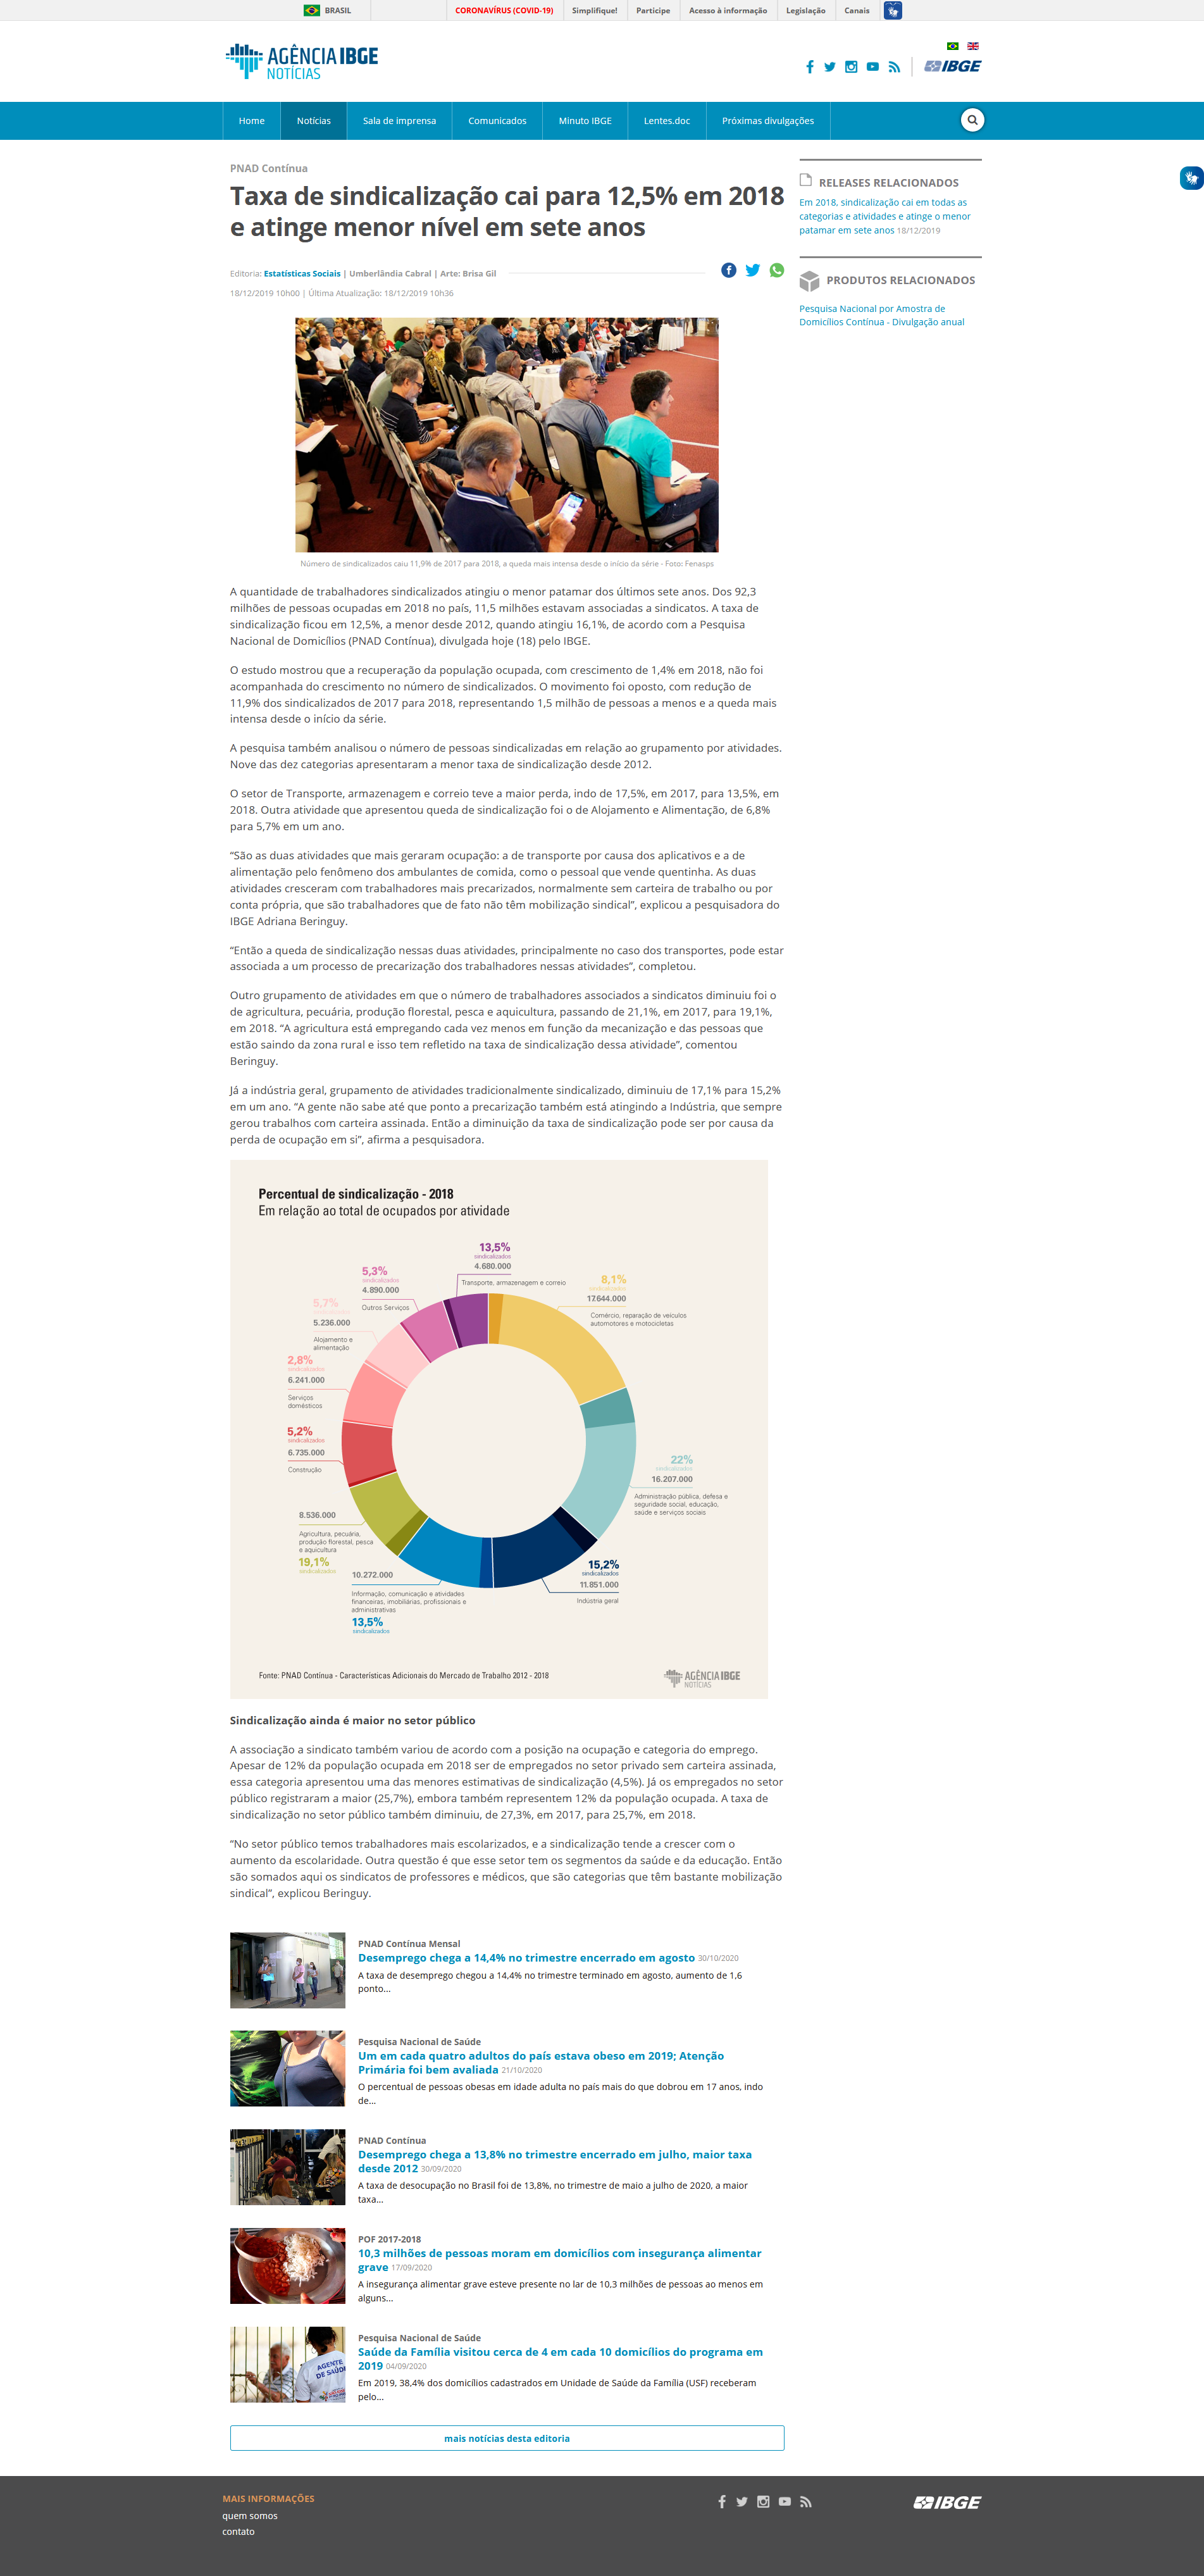 BRASIL
CORONAVÍRUS (COVID-19)
Simplifique!
Participe
Acesso à informação
Legislação
Canais
AGÊNCIA IBGE
NOTÍCIAS
IBGE
Home
Notícias
Sala de imprensa
Comunicados
Minuto IBGE
Lentes.doc
Próximas divulgações
PNAD Contínua
Taxa de sindicalização cai para 12,5% em 2018
e atinge menor nível em sete anos
Editoria: Estatísticas Sociais | Umberlândia Cabral | Arte: Brisa Gil
18/12/2019 10h00 | Última Atualização: 18/12/2019 10h36
RELEASES RELACIONADOS
Em 2018, sindicalização cai em todas as
categorias e atividades e atinge o menor
patamar em sete anos 18/12/2019
PRODUTOS RELACIONADOS
Pesquisa Nacional por Amostra de
Domicílios Contínua - Divulgação anual
Número de sindicalizados caiu 11,9% de 2017 para 2018, a queda mais intensa desde o início da série - Foto: Fenasps
A quantidade de trabalhadores sindicalizados atingiu o menor patamar dos últimos sete anos. Dos 92,3
milhões de pessoas ocupadas em 2018 no país, 11,5 milhões estavam associadas a sindicatos. A taxa de
sindicalização ficou em 12,5%, a menor desde 2012, quando atingiu 16,1%, de acordo com a Pesquisa
Nacional de Domicílios (PNAD Contínua), divulgada hoje (18) pelo IBGE.
O estudo mostrou que a recuperação da população ocupada, com crescimento de 1,4% em 2018, não foi
acompanhada do crescimento no número de sindicalizados. O movimento foi oposto, com redução de
11,9% dos sindicalizados de 2017 para 2018, representando 1,5 milhão de pessoas a menos e a queda mais
intensa desde o início da série.
A pesquisa também analisou o número de pessoas sindicalizadas em relação ao grupamento por atividades.
Nove das dez categorias apresentaram a menor taxa de sindicalização desde 2012.
O setor de Transporte, armazenagem e correio teve a maior perda, indo de 17,5%, em 2017, para 13,5%, em
2018. Outra atividade que apresentou queda de sindicalização foi o de Alojamento e Alimentação, de 6,8%
para 5,7% em um ano.
“São as duas atividades que mais geraram ocupação: a de transporte por causa dos aplicativos e a de
alimentação pelo fenômeno dos ambulantes de comida, como o pessoal que vende quentinha. As duas
atividades cresceram com trabalhadores mais precarizados, normalmente sem carteira de trabalho ou por
conta própria, que são trabalhadores que de fato não têm mobilização sindical”, explicou a pesquisadora do
IBGE Adriana Beringuy.
“Então a queda de sindicalização nessas duas atividades, principalmente no caso dos transportes, pode estar
associada a um processo de precarização dos trabalhadores nessas atividades”, completou.
Outro grupamento de atividades em que o número de trabalhadores associados a sindicatos diminuiu foi o
de agricultura, pecuária, produção florestal, pesca e aquicultura, passando de 21,1%, em 2017, para 19,1%,
em 2018. “A agricultura está empregando cada vez menos em função da mecanização e das pessoas que
estão saindo da zona rural e isso tem refletido na taxa de sindicalização dessa atividade”, comentou
Beringuy.
Já a indústria geral, grupamento de atividades tradicionalmente sindicalizado, diminuiu de 17,1% para 15,2%
em um ano. “A gente não sabe até que ponto a precarização também está atingindo a Indústria, que sempre
gerou trabalhos com carteira assinada. Então a diminuição da taxa de sindicalização pode ser por causa da
perda de ocupação em si”, afirma a pesquisadora.
Percentual de sindicalização - 2018
Em relação ao total de ocupados por atividade
13,5%
sindicalizados
4.680.000
Transporte, armazenagem e correio
8,1%
sindicalizados
17.644.000
Comércio, reparação de veículos
automotores e motocicletas
5,3%
sindicalizados
4.890.000
Outros Serviços
5,7%
sindicalizados
5.236.000
Alojamento e
alimentação
2,8%
sindicalizados
6.241.000
Serviços
domésticos
5,2%
sindicalizados
6.735.000
Construção
22%
sindicalizados
16.207.000
Administração pública, defesa e
seguridade social, educação,
saúde e serviços sociais
8.536.000
Agricultura, pecuária,
produção florestal, pesca
e aquicultura
19,1%
sindicalizados
15,2%
sindicalizados
11.851.000
Indústria geral
10.272.000
Informação, comunicação e atividades
financeiras, imobiliárias, profissionais e
administrativas
13,5%
sindicalizados
Fonte: PNAD Contínua - Características Adicionais do Mercado de Trabalho 2012 - 2018
AGÊNCIA IBGE
NOTÍCIAS
Sindicalização ainda é maior no setor público
A associação a sindicato também variou de acordo com a posição na ocupação e categoria do emprego.
Apesar de 12% da população ocupada em 2018 ser de empregados no setor privado sem carteira assinada,
essa categoria apresentou uma das menores estimativas de sindicalização (4,5%). Já os empregados no setor
público registraram a maior (25,7%), embora também representem 12% da população ocupada. A taxa de
sindicalização no setor público também diminuiu, de 27,3%, em 2017, para 25,7%, em 2018.
“No setor público temos trabalhadores mais escolarizados, e a sindicalização tende a crescer com o
aumento da escolaridade. Outra questão é que esse setor tem os segmentos da saúde e da educação. Então
são somados aqui os sindicatos de professores e médicos, que são categorias que têm bastante mobilização
sindical”, explicou Beringuy.
PNAD Contínua Mensal
Desemprego chega a 14,4% no trimestre encerrado em agosto 30/10/2020
A taxa de desemprego chegou a 14,4% no trimestre terminado em agosto, aumento de 1,6
ponto...
Pesquisa Nacional de Saúde
Um em cada quatro adultos do país estava obeso em 2019; Atenção
Primária foi bem avaliada 21/10/2020
O percentual de pessoas obesas em idade adulta no país mais do que dobrou em 17 anos, indo
de...
PNAD Contínua
Desemprego chega a 13,8% no trimestre encerrado em julho, maior taxa
desde 2012 30/09/2020
A taxa de desocupação no Brasil foi de 13,8%, no trimestre de maio a julho de 2020, a maior
taxa...
POF 2017-2018
10,3 milhões de pessoas moram em domicílios com insegurança alimentar
grave 17/09/2020
A insegurança alimentar grave esteve presente no lar de 10,3 milhões de pessoas ao menos em
alguns...
AGENTE
DE SAÚDE
Pesquisa Nacional de Saúde
Saúde da Família visitou cerca de 4 em cada 10 domicílios do programa em
2019 04/09/2020
Em 2019, 38,4% dos domicílios cadastrados em Unidade de Saúde da Família (USF) receberam
pelo...
mais notícias desta editoria
MAIS INFORMAÇÕES
quem somos
contato
IBGE